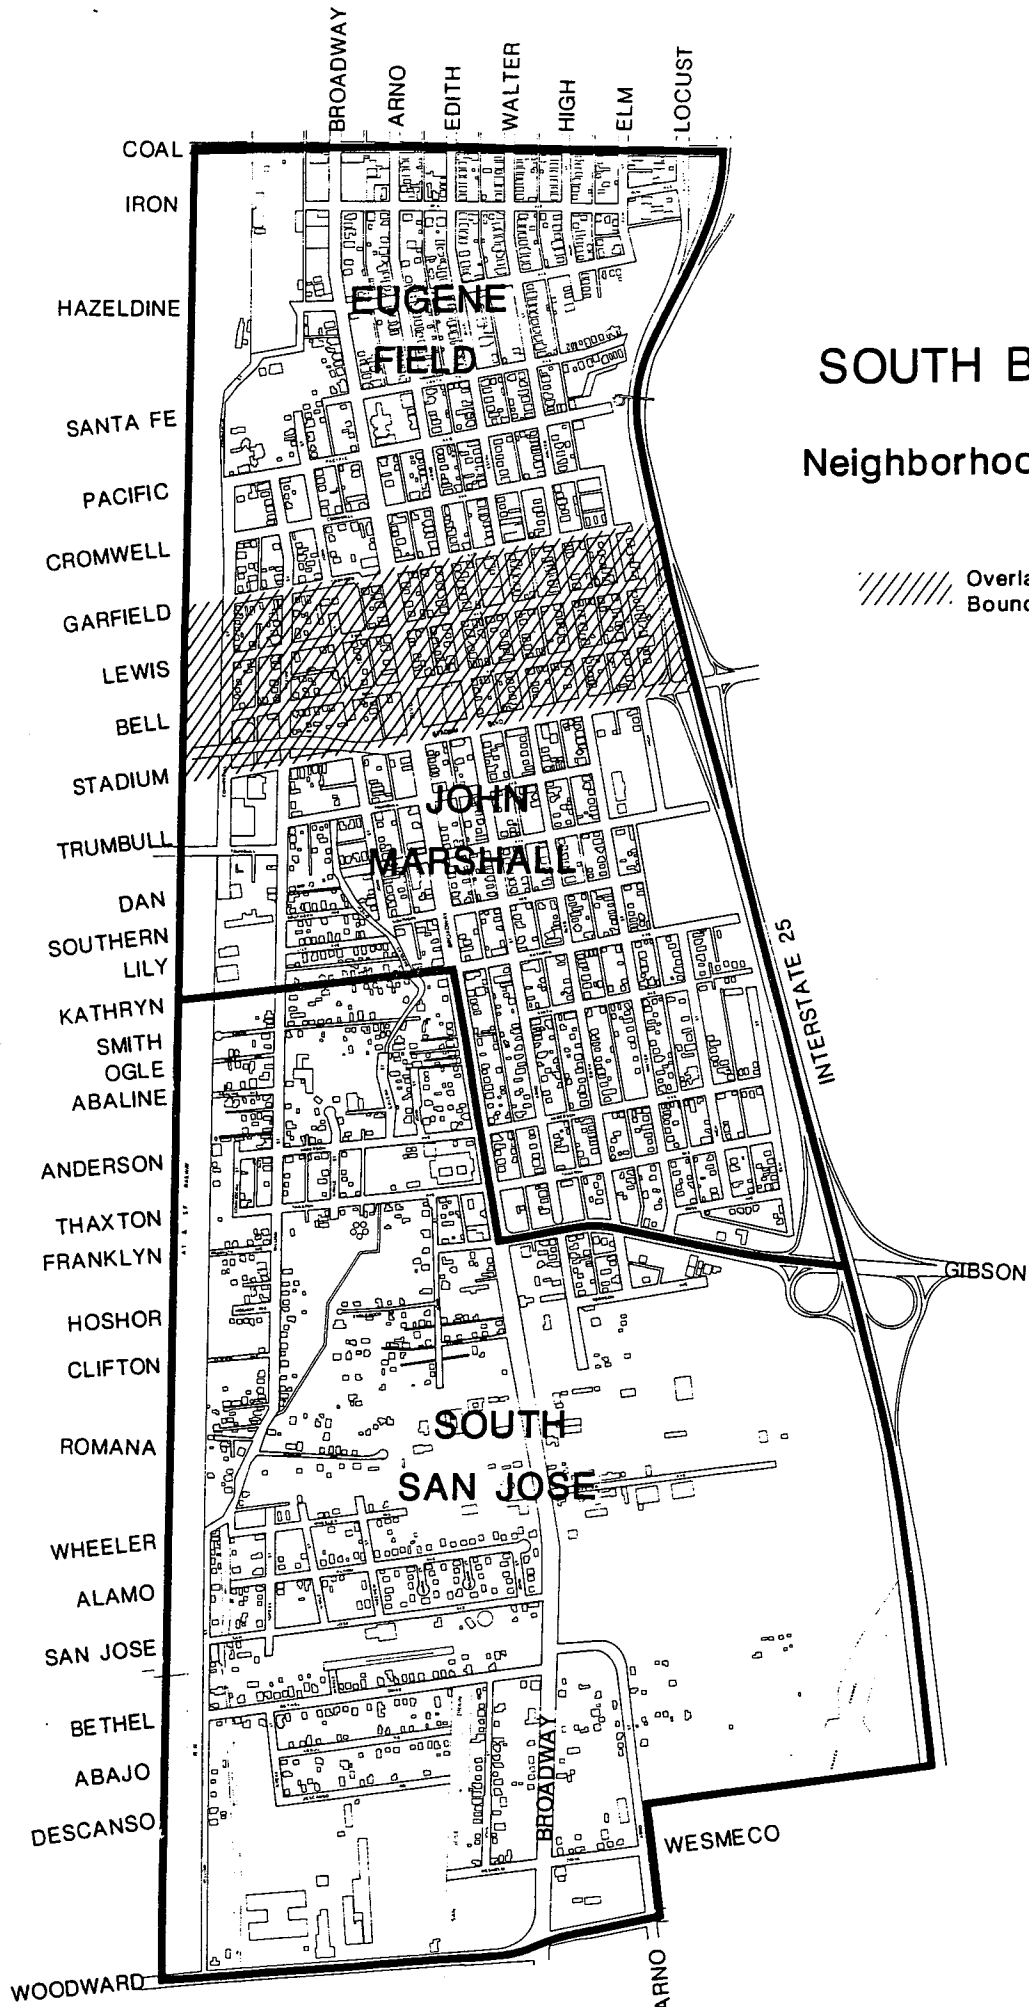 BROADWAY
ARNO
EDITH
WALTER
HIGH
ELM
LOCUST
COAL
IRON
HAZELDINE
SANTA FE
PACIFIC
CROMWELL
GARFIELD
LEWIS
BELL
STADIUM
TRUMBULL
DAN
SOUTHERN
LILY
KATHRYN
SMITH
OGLE
ABALINE
ANDERSON
THAXTON
FRANKLYN
HOSHOR
CLIFTON
ROMANA
WHEELER
ALAMO
SAN JOSE
BETHEL
ABAJO
DESCANSO
WOODWARD
EUGENE
FIELD
JOHN
MARSHALL
SOUTH
SAN JOSE
SOUTH B
Neighborhoo
Overla
Bound
INTERSTATE 25
GIBSON
BROADWAY
WESMECO
ARNO